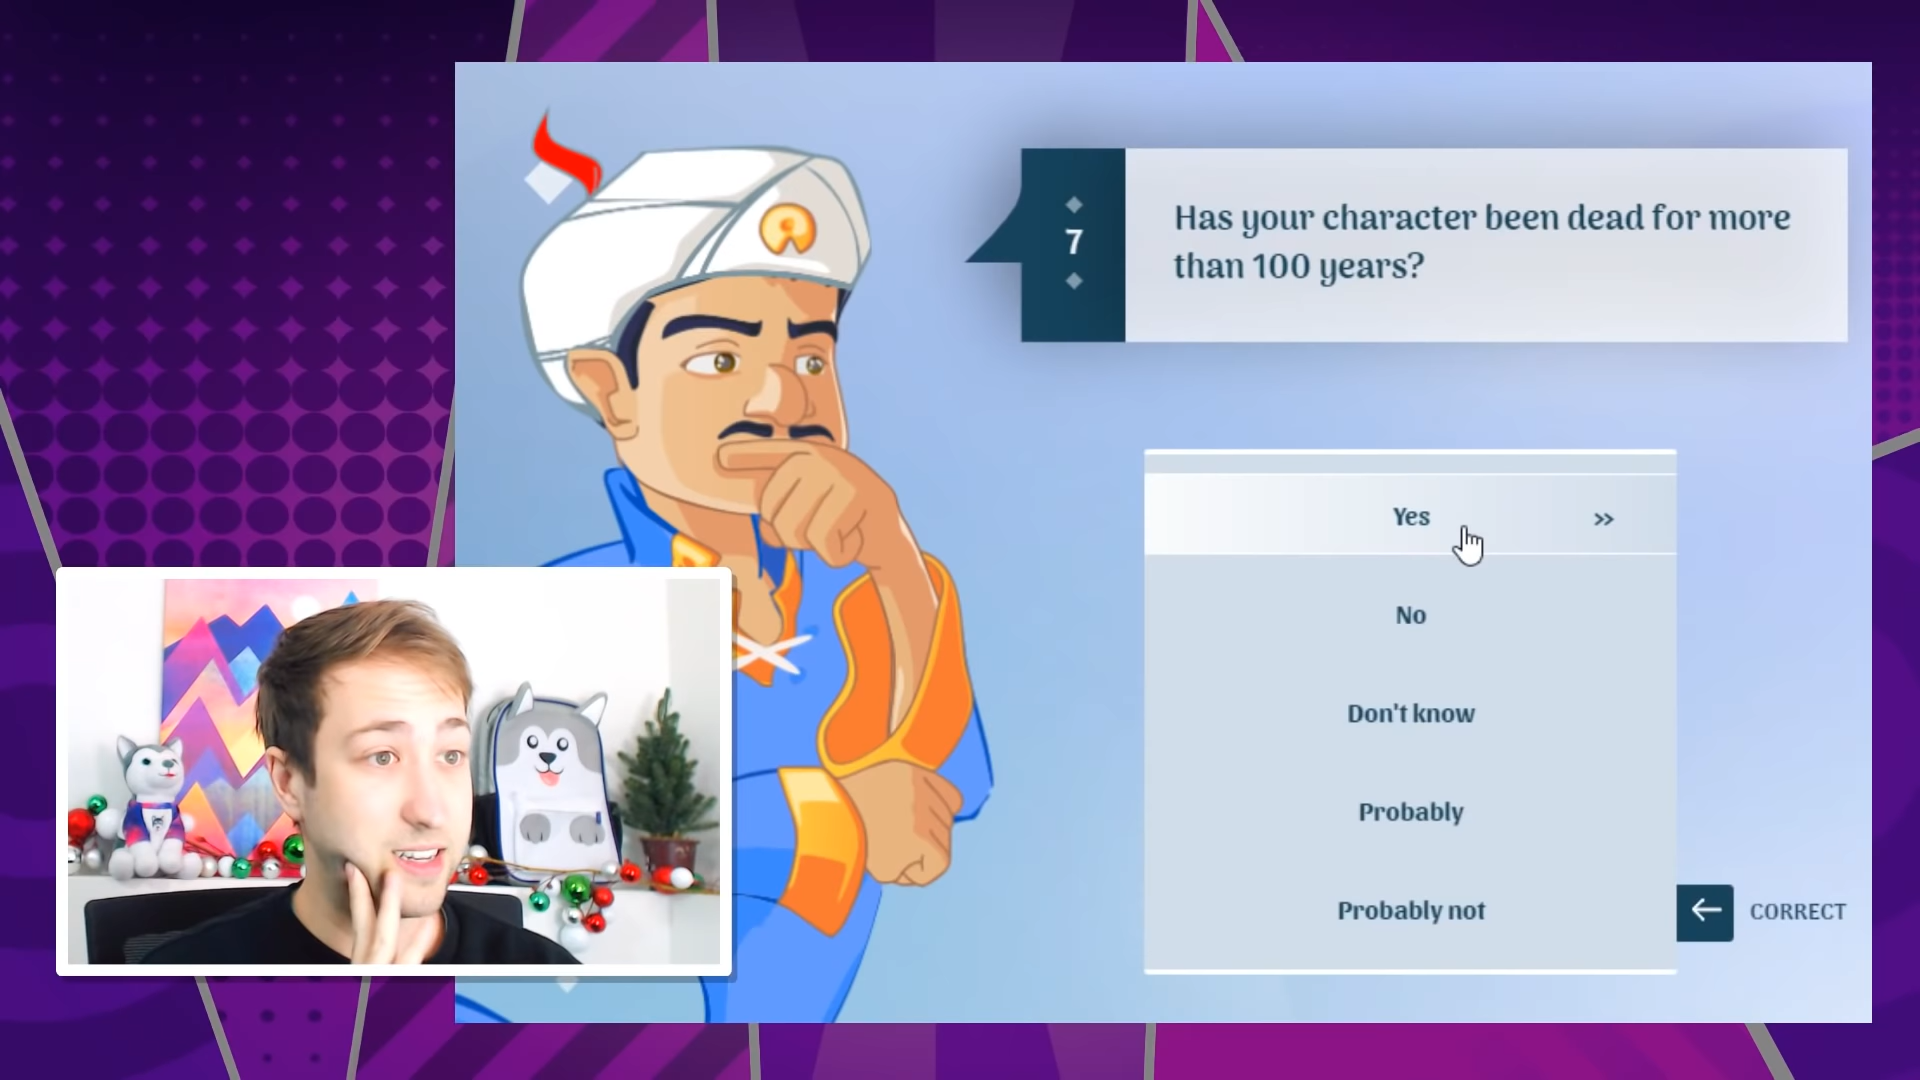 7
Has your character been dead for more
than 100 years?
Yes
No
Don't know
Probably
Probably not
CORRECT